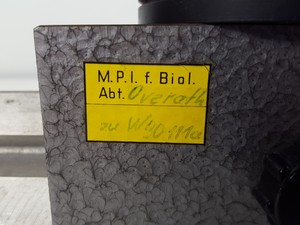 M.P.I. f. Biol.
Abt. Overath
zu